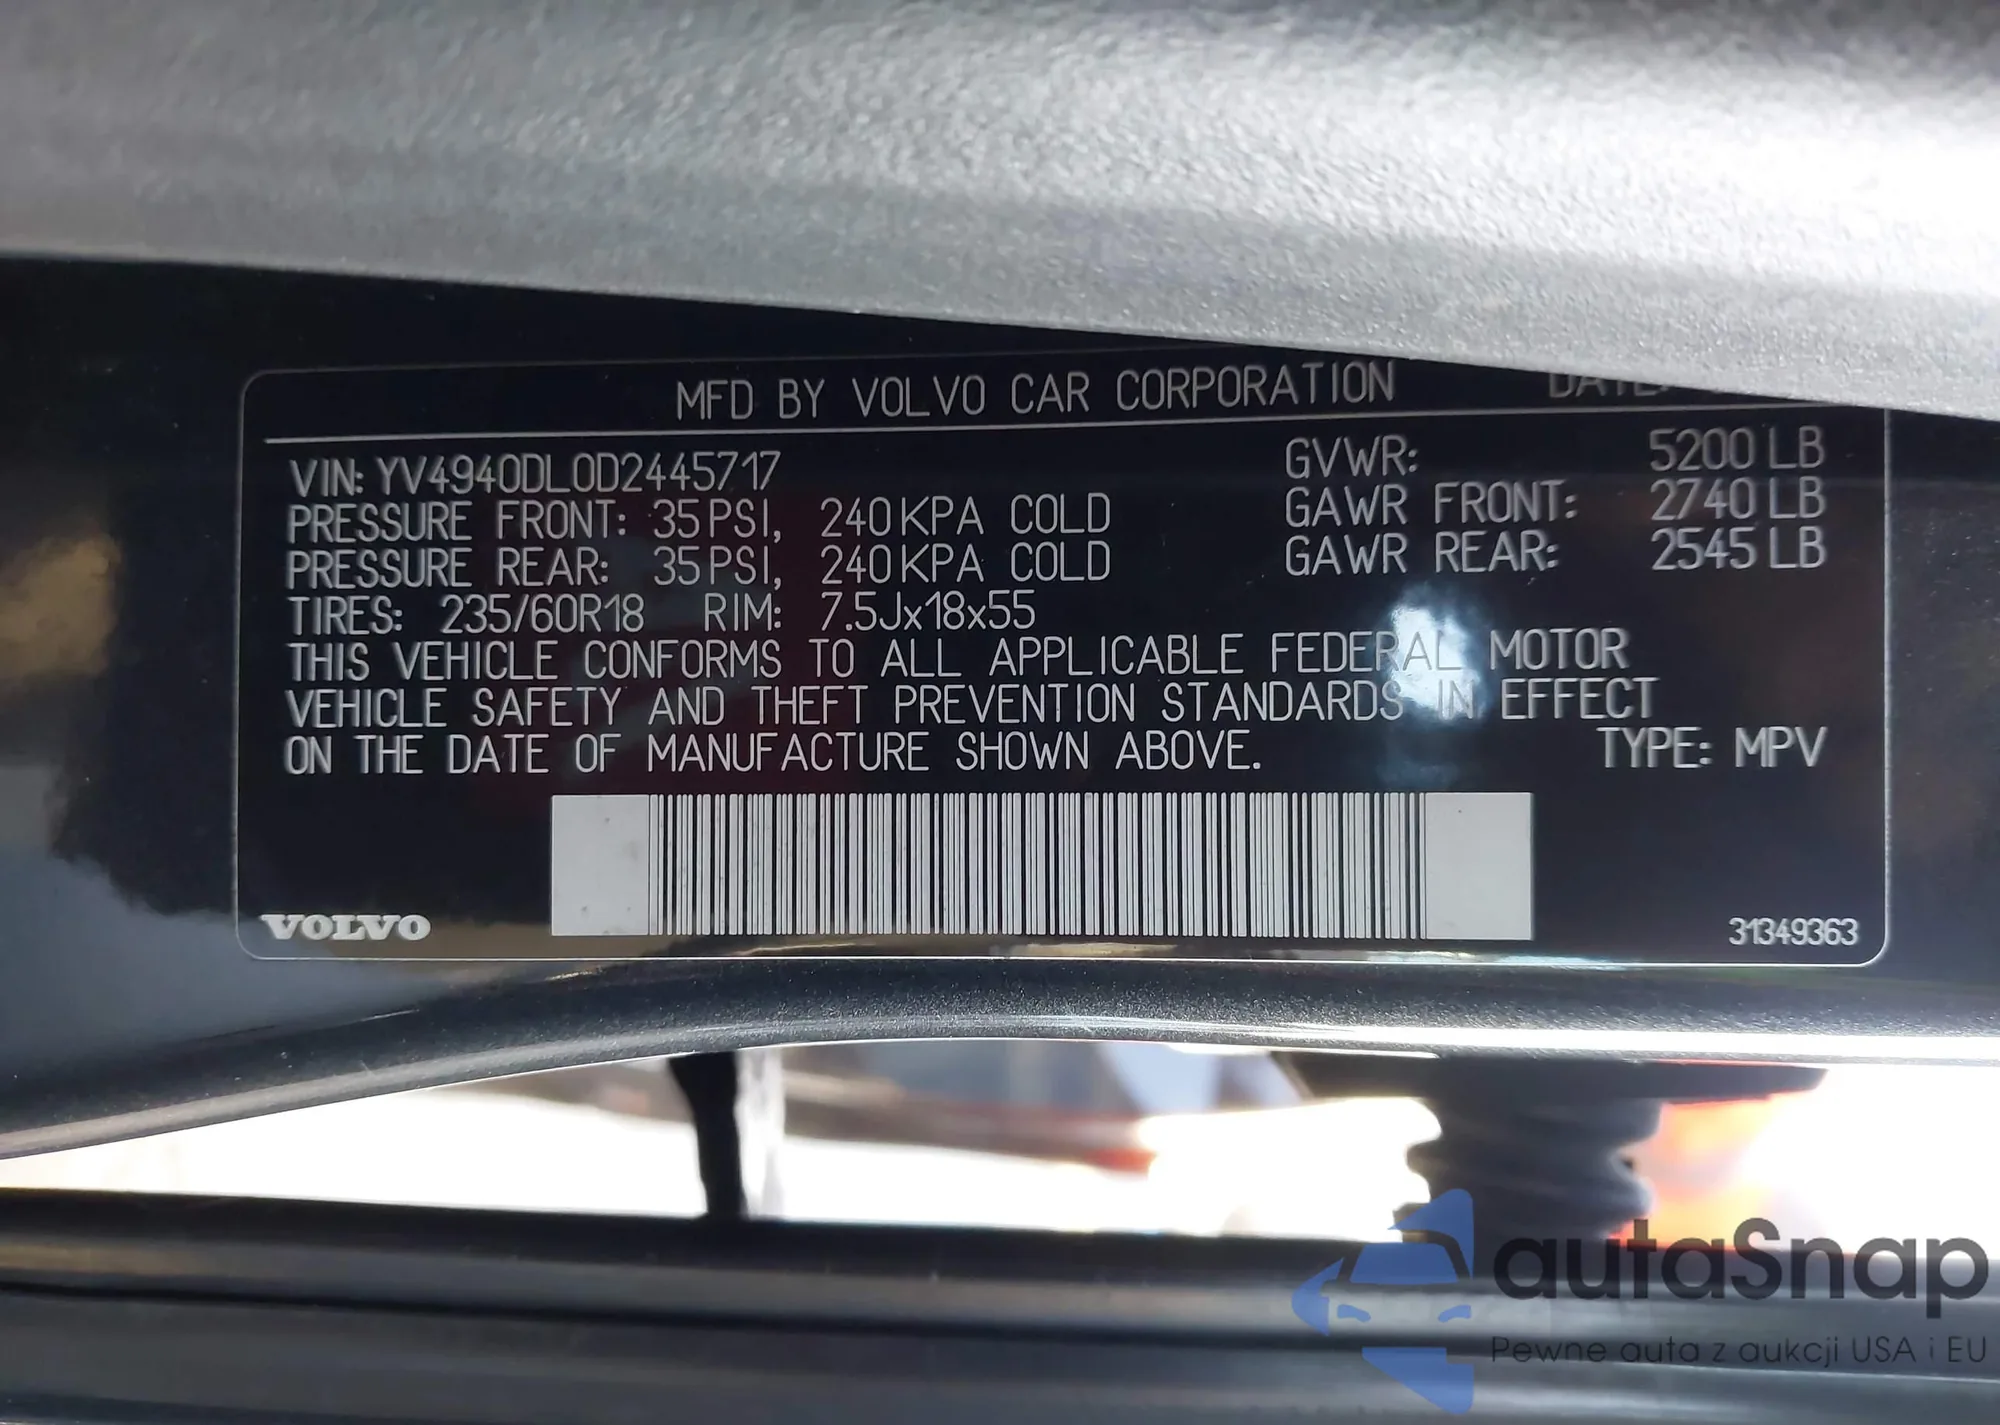 MFD BY VOLVO CAR CORPORATION
VIN: YV4940DL0D2445717 GVWR: 5200 LB
PRESSURE FRONT: 35 PSI, 240 KPA COLD GAWR FRONT: 2740 LB
PRESSURE REAR: 35 PSI, 240 KPA COLD GAWR REAR: 2545 LB
TIRES: 235/60R18 RIM: 7.5Jx18x55
THIS VEHICLE CONFORMS TO ALL APPLICABLE FEDERAL MOTOR
VEHICLE SAFETY AND THEFT PREVENTION STANDARDS IN EFFECT
ON THE DATE OF MANUFACTURE SHOWN ABOVE. TYPE: MPV
VOLVO 31349363
autaSnap
Pewne auta z aukcji USA i EU